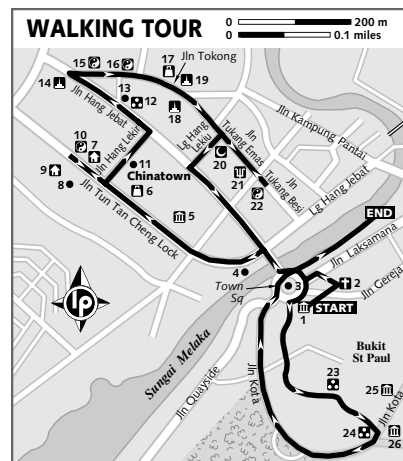 WALKING TOUR
0 200 m
0 0.1 miles
17
Jln Tokong
15
16
19
14
13
12
18
Jln Hang Jebat
Jln Kampung Pantai
Lg Hang Lekiu
Jln Tukang Emas
Jln Hang Lekir
10
7
11
Chinatown
20
21
Jln Tukang Besi
Lg Hang Jebat
22
9
8
6
5
Jln Tun Tan Cheng Lock
END
Jln Laksamana
4
Town Sq
3
2
Jln Gereja
START
1
lp
Sungai Melaka
Jln Quayside
Jln Kota
Bukit
St Paul
23
25
Jln Kota
24
26